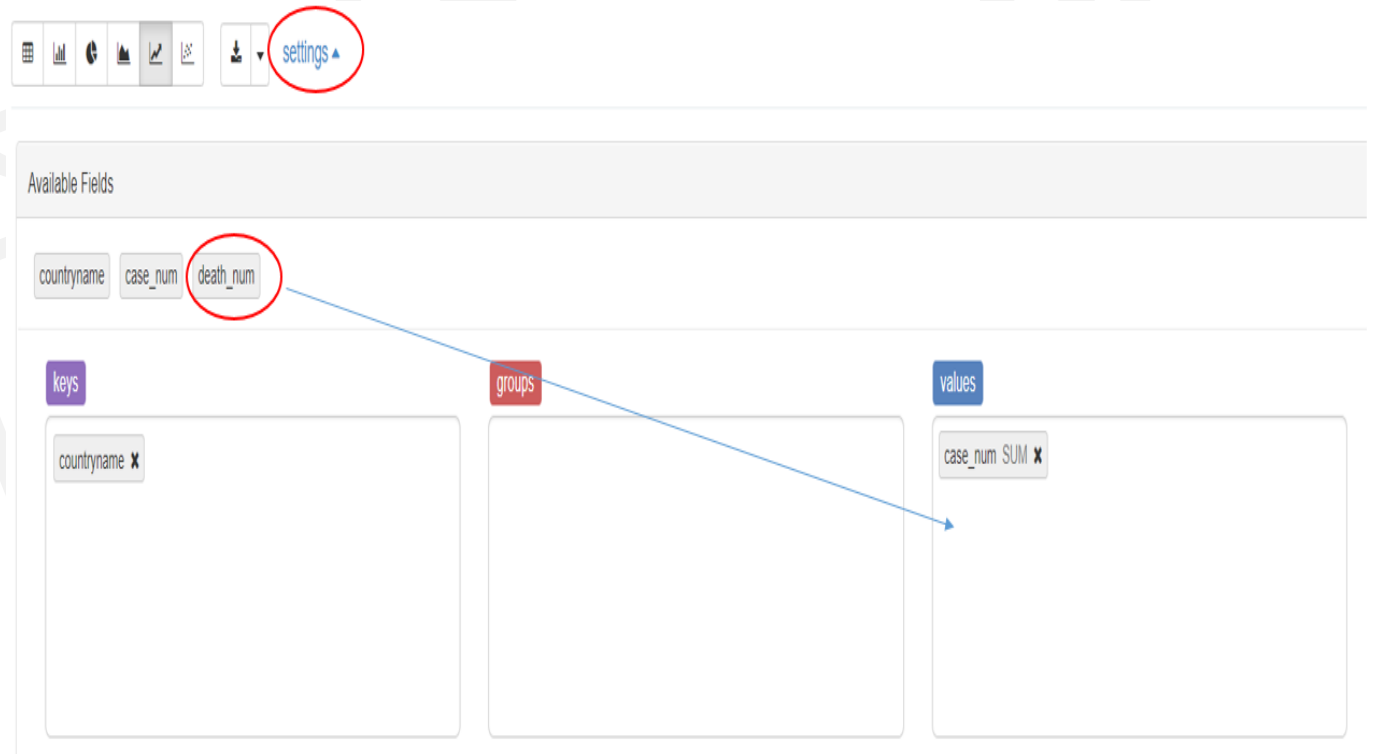 settings
Available Fields
countryname case_num death_num
keys groups values
countryname ✖ case_num SUM ✖